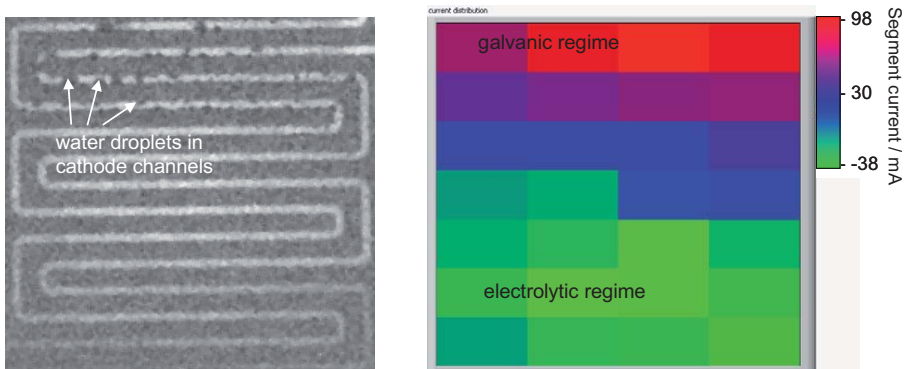 water droplets in
cathode channels
current distribution
galvanic regime
electrolytic regime
98
30
-38
Segment current / mA